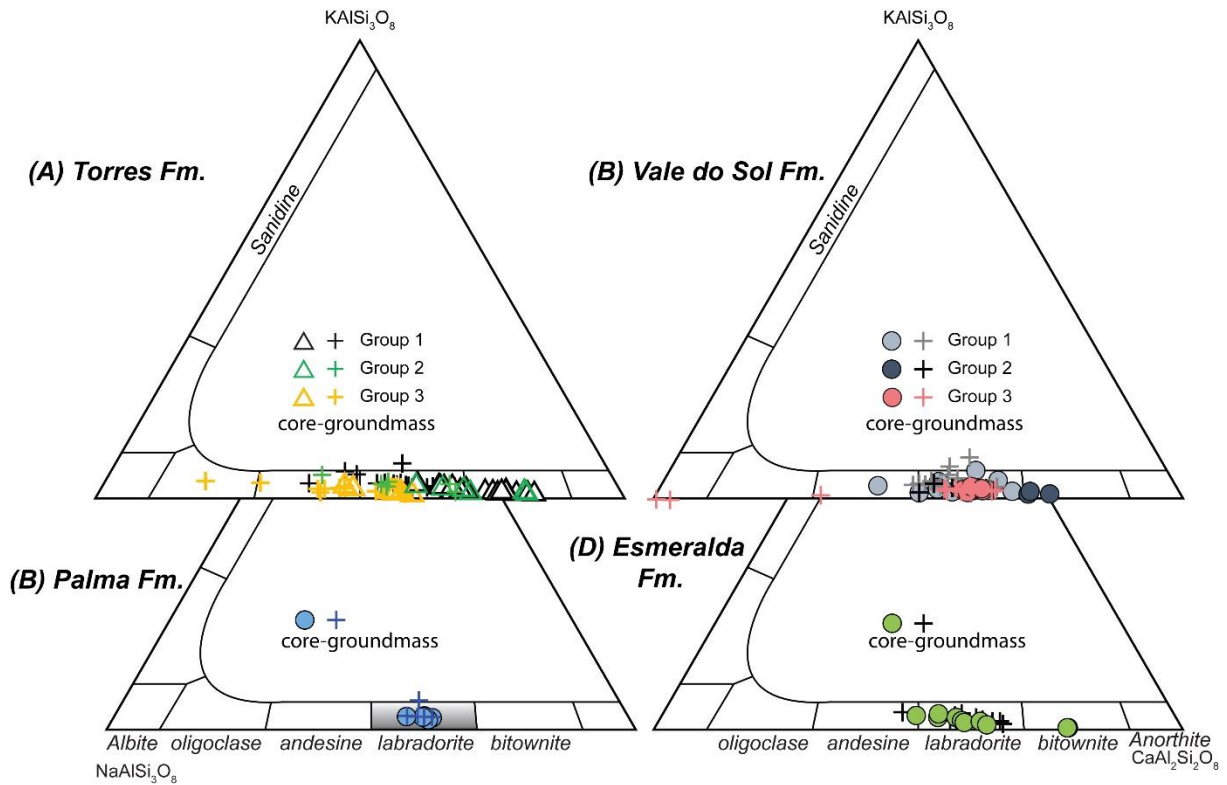 KAlSi₃O₈
KAlSi₃O₈
(A) Torres Fm.
(B) Vale do Sol Fm.
Sanidine
Sanidine
Group 1
Group 2
Group 3
core-groundmass
Group 1
Group 2
Group 3
core-groundmass
(B) Palma Fm.
(D) Esmeralda
Fm.
core-groundmass
core-groundmass
Albite oligoclase andesine labradorite bitownite
NaAlSi₃O₈
oligoclase andesine labradorite bitownite Anorthite
CaAl₂Si₂O₈